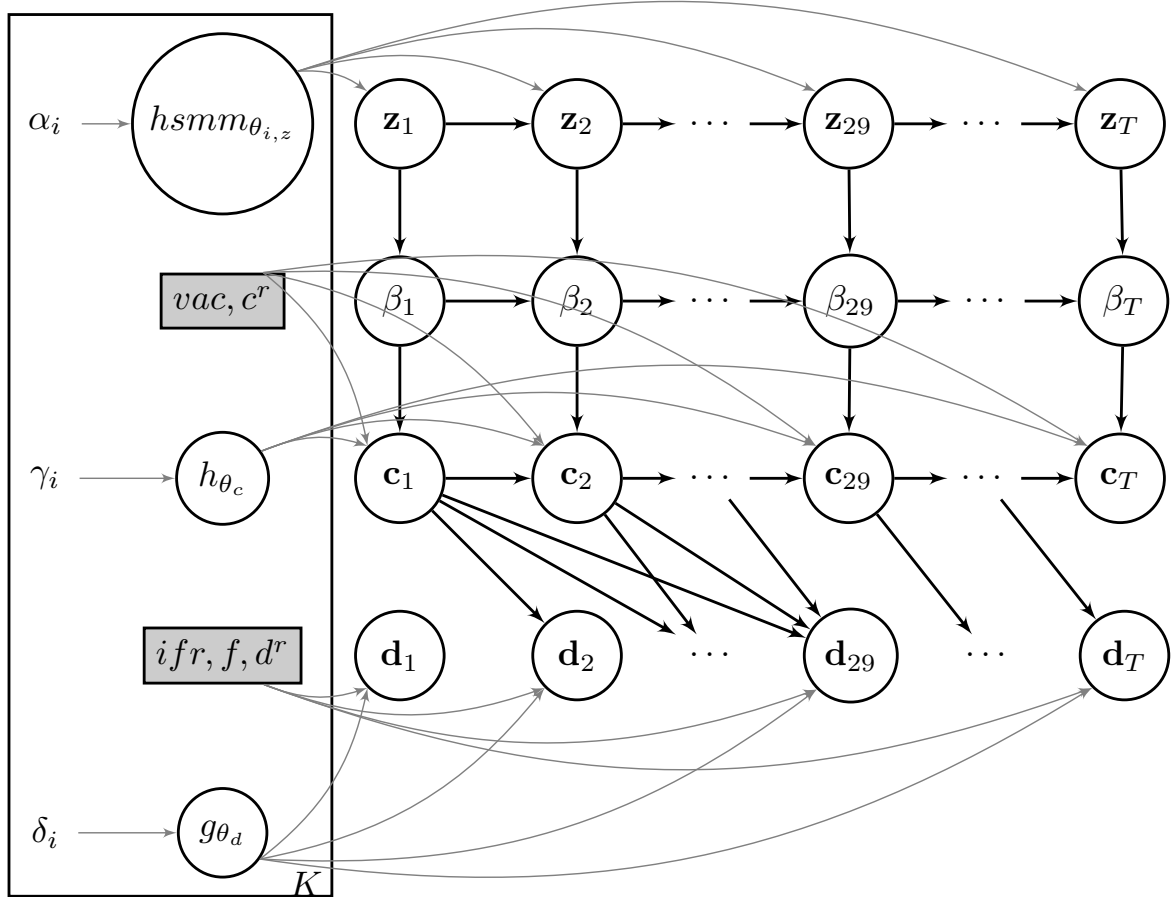 α_i hsmm_{θ_{i,z}} z_1 z_2 ··· z_29 ··· z_T
vac, c^r β_1 β_2 ··· β_29 ··· β_T
γ_i h_{θ_c} c_1 c_2 ··· c_29 ··· c_T
ifr, f, d^r d_1 d_2 ··· d_29 ··· d_T
δ_i g_{θ_d}
K